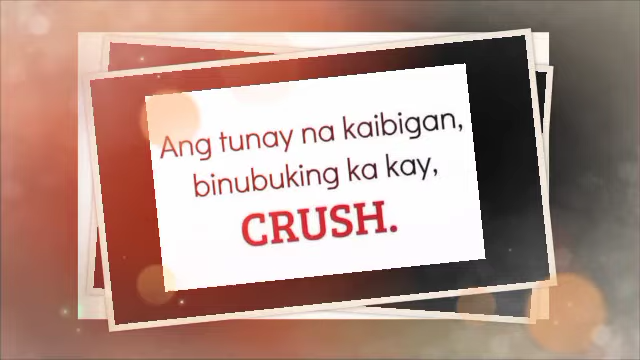 Ang tunay na kaibigan,
binubuking ka kay,
CRUSH.